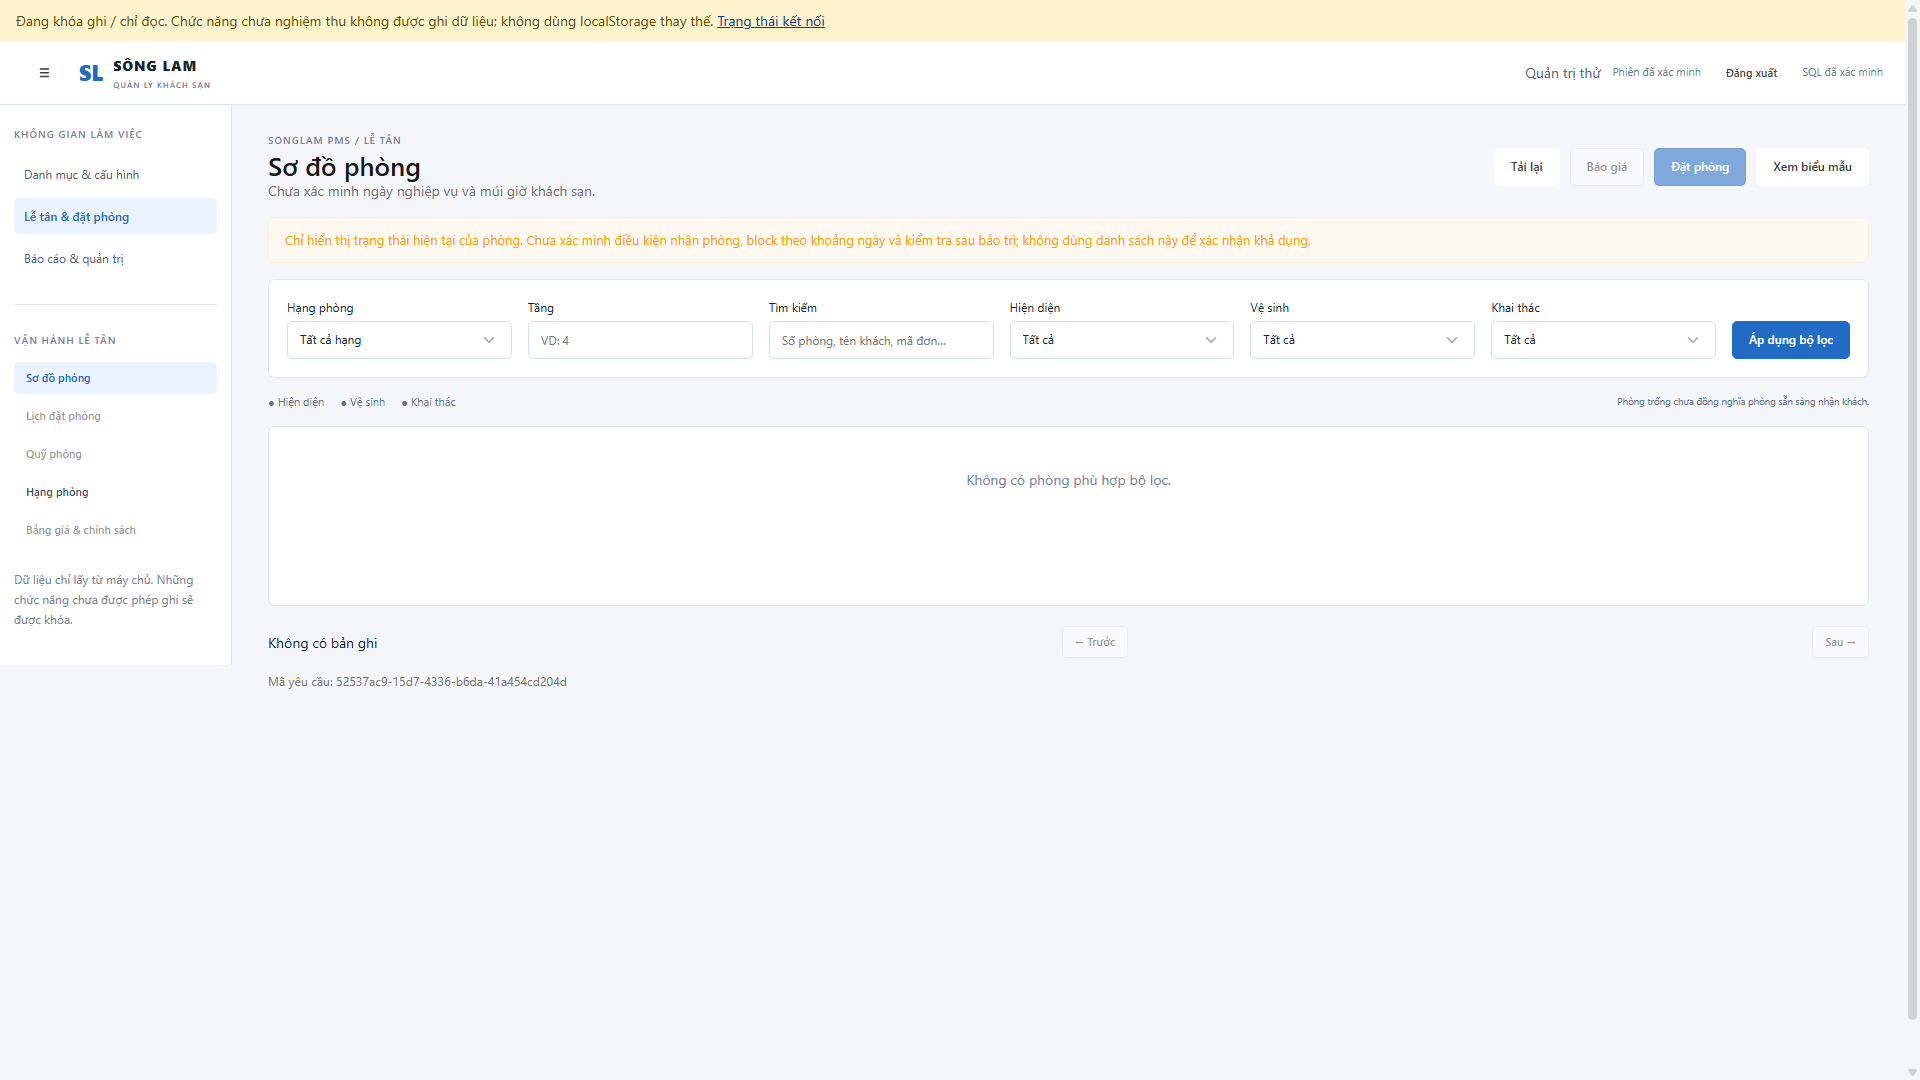 Đang khóa ghi / chỉ đọc. Chức năng chưa nghiệm thu không được ghi dữ liệu; không dùng localStorage thay thế. Trạng thái kết nối
☰ SL SÔNG LAM
QUẢN LÝ KHÁCH SẠN
Quản trị thử Phiên đã xác minh Đăng xuất SQL đã xác minh
KHÔNG GIAN LÀM VIỆC
Danh mục & cấu hình
Lễ tân & đặt phòng
Báo cáo & quản trị
VẬN HÀNH LỄ TÂN
Sơ đồ phòng
Lịch đặt phòng
Quỹ phòng
Hạng phòng
Bảng giá & chính sách
Dữ liệu chỉ lấy từ máy chủ. Những
chức năng chưa được phép ghi sẽ
được khóa.
SONGLAM PMS / LỄ TÂN
Sơ đồ phòng
Chưa xác minh ngày nghiệp vụ và múi giờ khách sạn.
Tải lại Báo giá Đặt phòng Xem biểu mẫu
Chỉ hiển thị trạng thái hiện tại của phòng. Chưa xác minh điều kiện nhận phòng, block theo khoảng ngày và kiểm tra sau bảo trì; không dùng danh sách này để xác nhận khả dụng.
Hạng phòng Tầng Tìm kiếm Hiện diện Vệ sinh Khai thác
Tất cả hạng VD: 4 Số phòng, tên khách, mã đơn... Tất cả Tất cả Tất cả Áp dụng bộ lọc
● Hiện diện ● Vệ sinh ● Khai thác Phòng trống chưa đồng nghĩa phòng sẵn sàng nhận khách.
Không có phòng phù hợp bộ lọc.
Không có bản ghi ← Trước Sau →
Mã yêu cầu: 52537ac9-15d7-4336-b6da-41a454cd204d